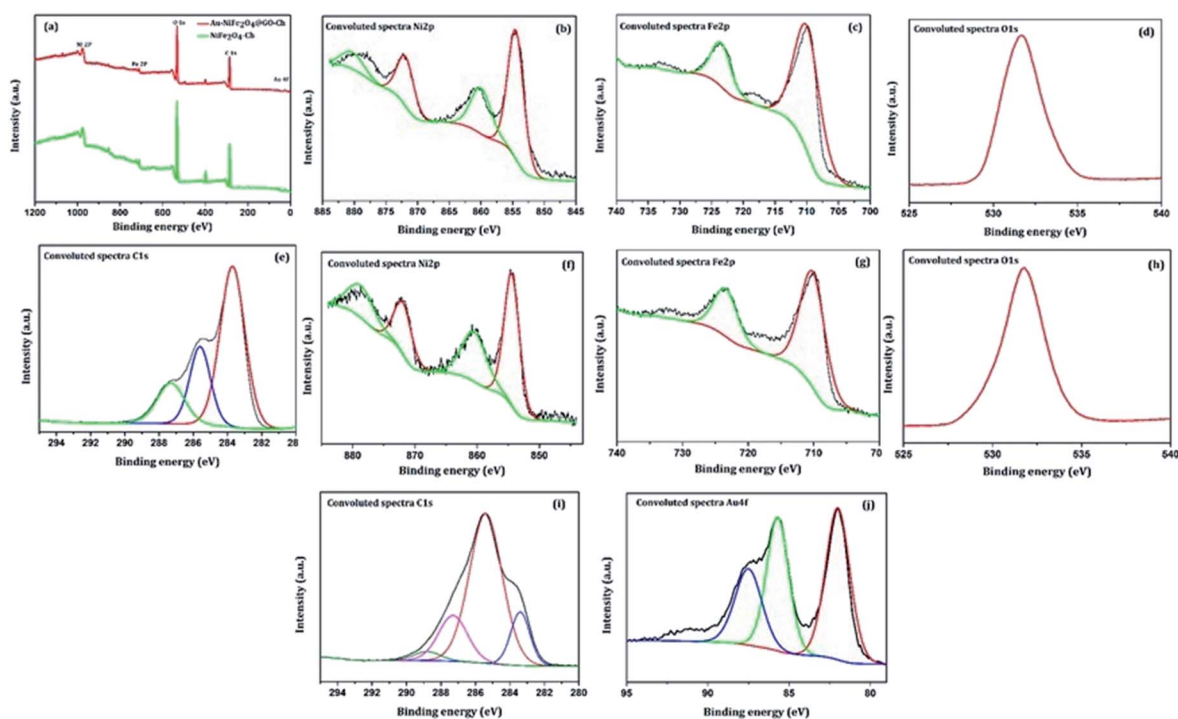 (a)
Au-NiFe2O4@GO-Ch
NiFe2O4-Ch
O 1s
Ni 2P
Fe 2P
C 1s
Au 4f
Intensity (a.u.)
1200 1000 800 600 400 200 0
Binding energy (eV)
Convoluted spectra Ni2p (b)
Intensity (a.u.)
885 880 875 870 865 860 855 850 845
Binding energy (eV)
Convoluted spectra Fe2p (c)
Intensity (a.u.)
740 735 730 725 720 715 710 705 700
Binding energy (eV)
Convoluted spectra O1s (d)
Intensity (a.u.)
525 530 535 540
Binding energy (eV)
Convoluted spectra C1s (e)
Intensity (a.u.)
294 292 290 288 286 284 282 28
Binding energy (eV)
Convoluted spectra Ni2p (f)
Intensity (a.u.)
880 870 860 850
Binding energy (eV)
Convoluted spectra Fe2p (g)
Intensity (a.u.)
740 730 720 710 70
Binding energy (eV)
Convoluted spectra O1s (h)
Intensity (a.u.)
525 530 535 540
Binding energy (eV)
Convoluted spectra C1s (i)
Intensity (a.u.)
294 292 290 288 286 284 282 280
Binding energy (eV)
Convoluted spectra Au4f (j)
Intensity (a.u.)
95 90 85 80
Binding energy (eV)